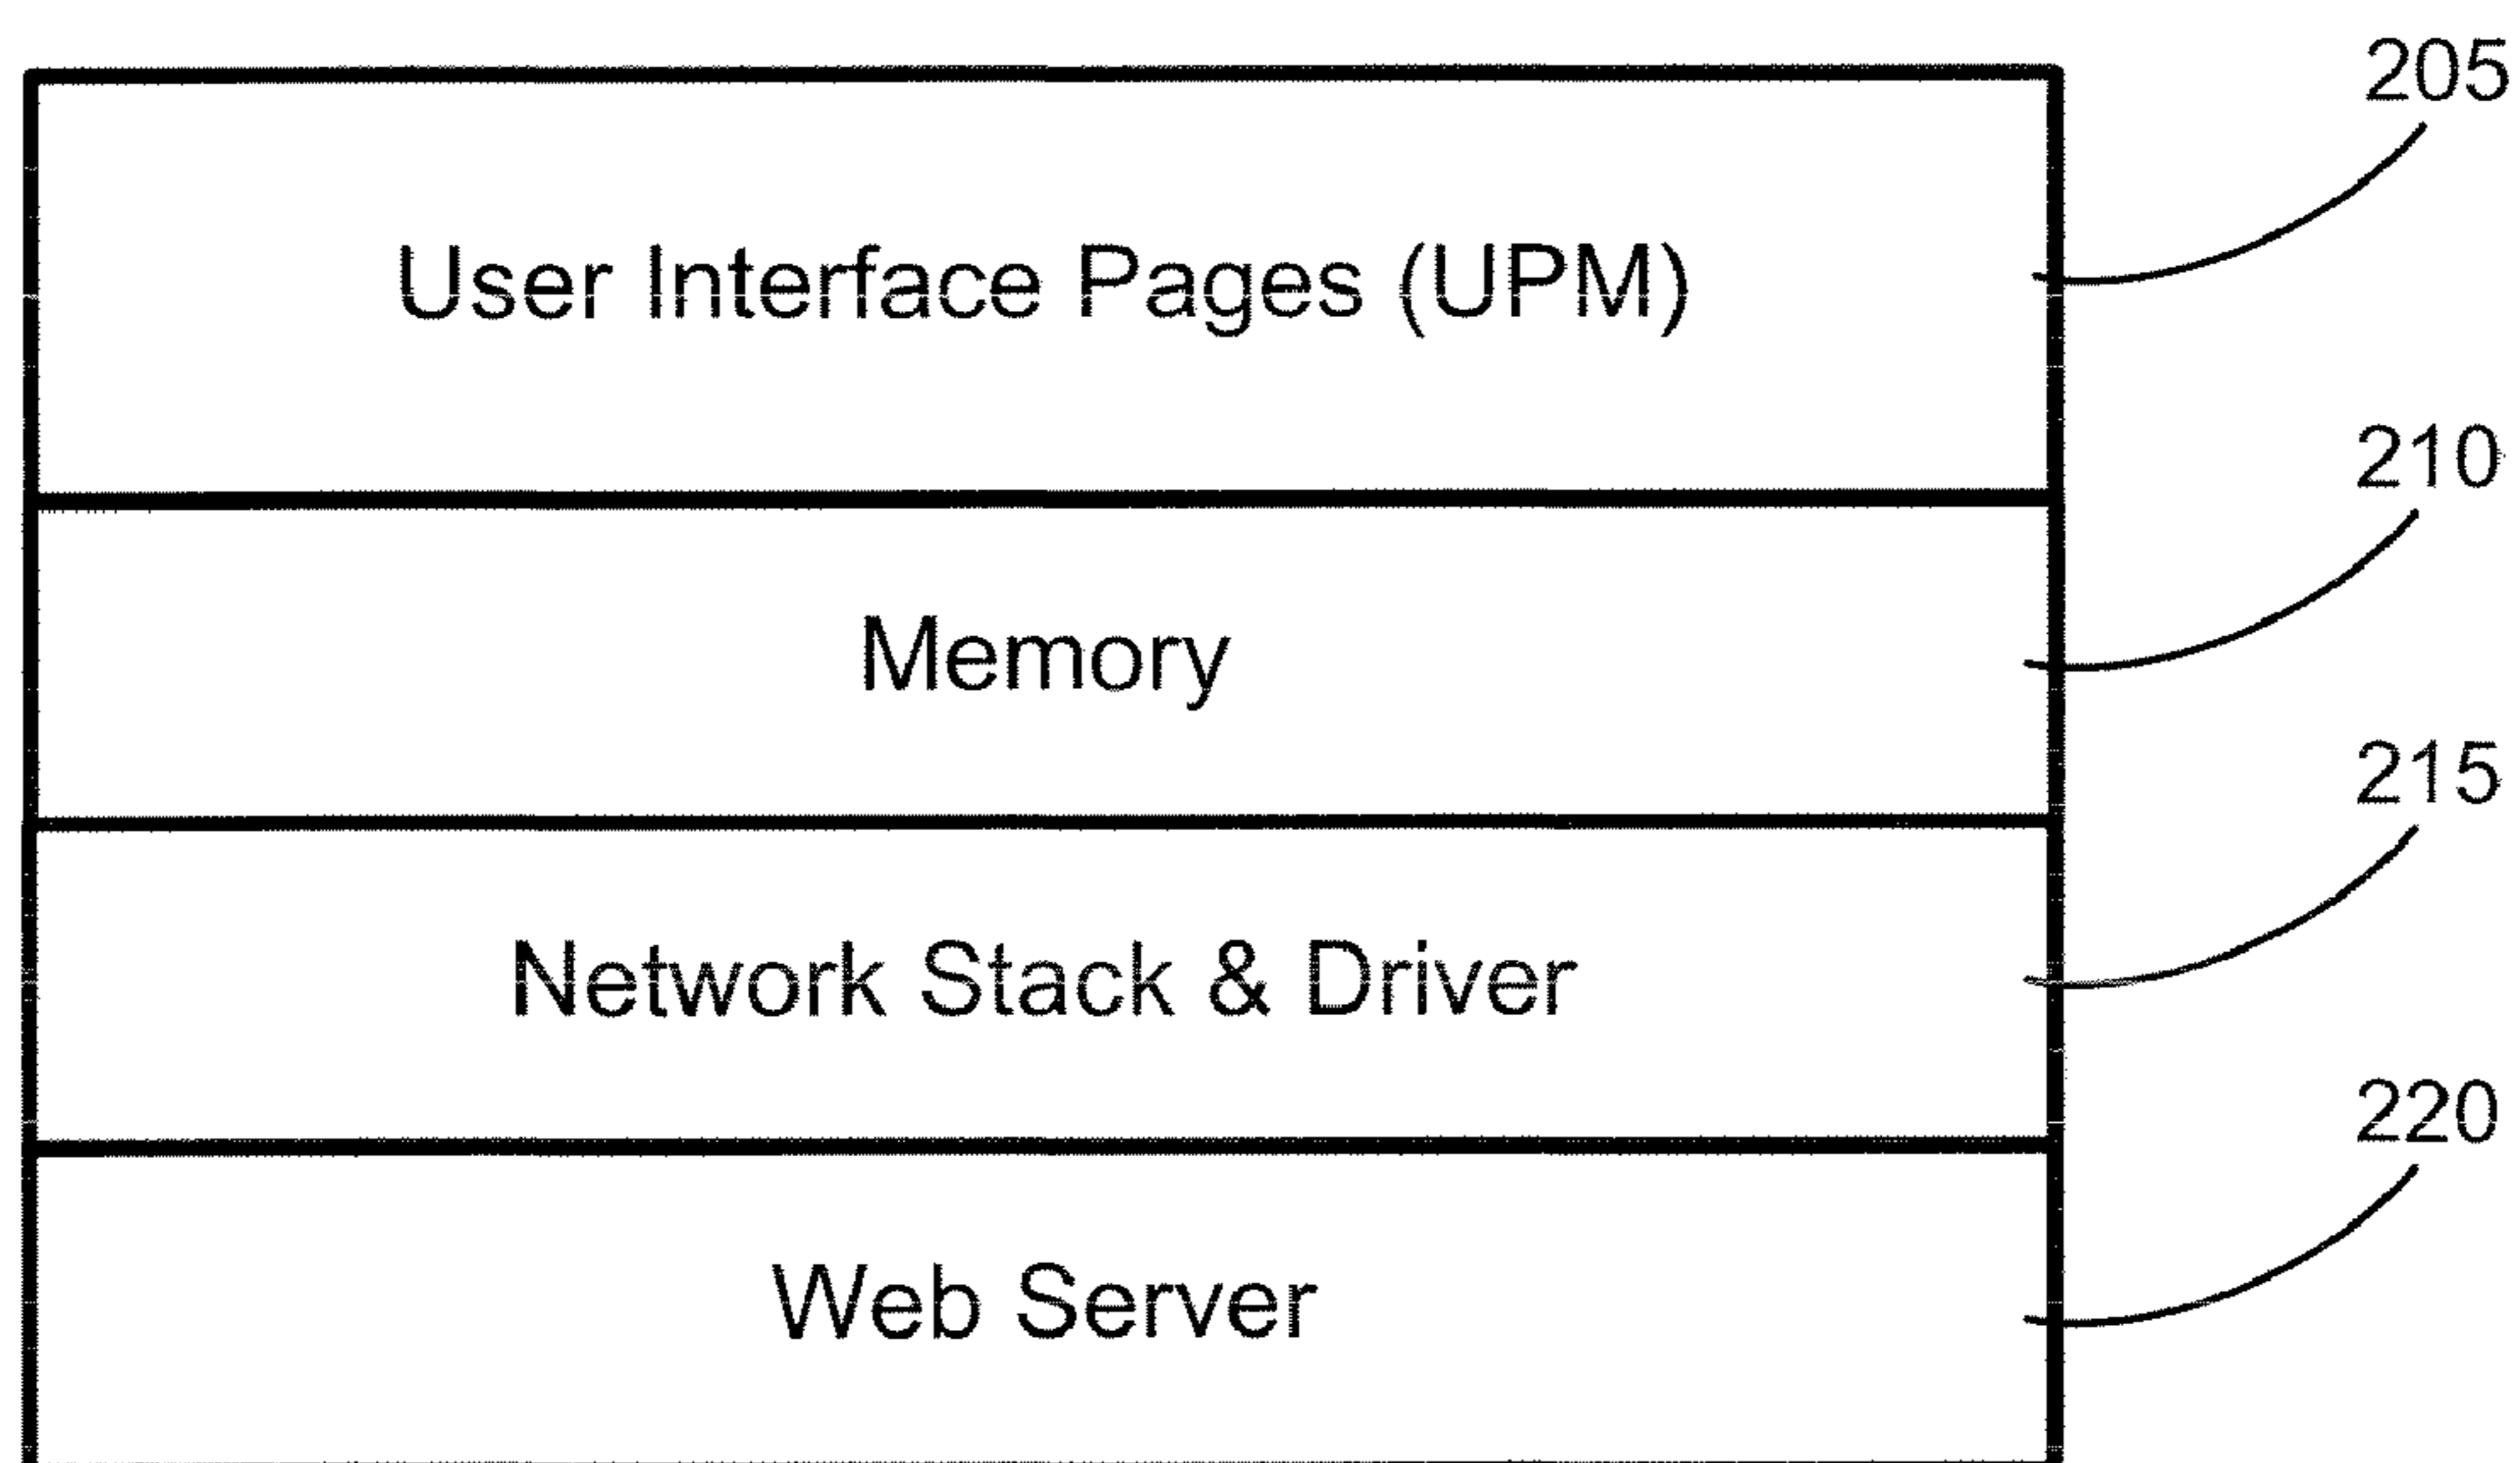 205
User Interface Pages (UPM)
210
Memory
215
Network Stack & Driver
220
Web Server